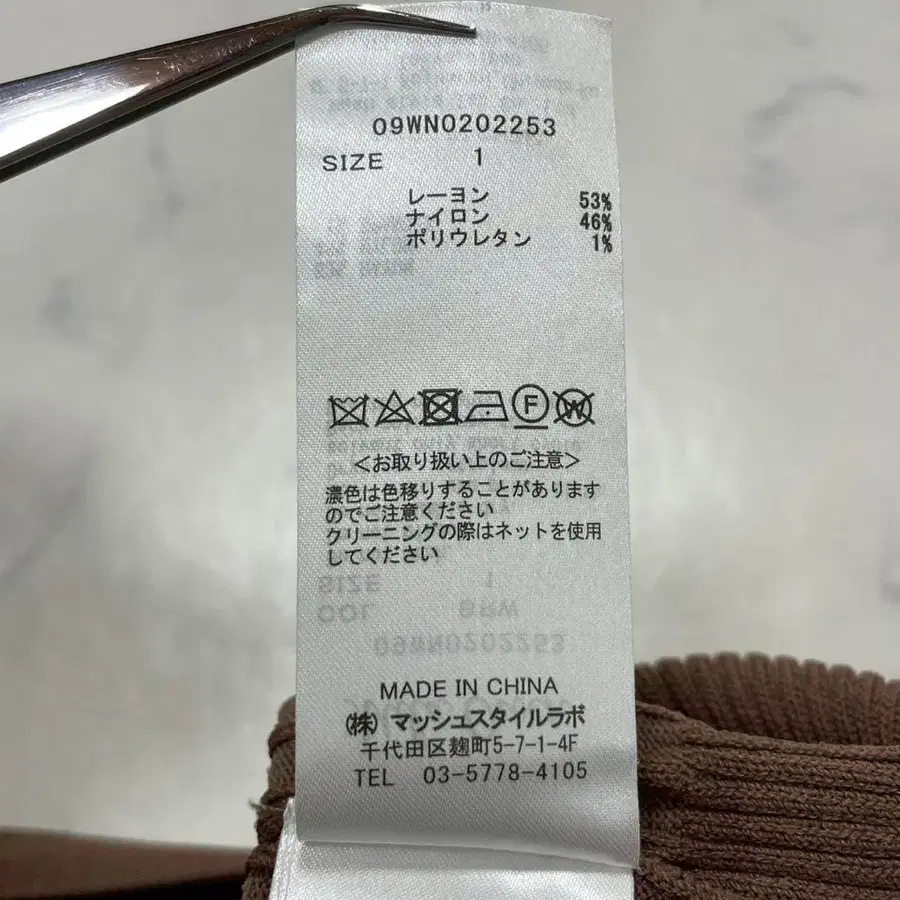 09WN0202253
SIZE 1
レーヨン 53%
ナイロン 46%
ポリウレタン 1%
F W
<お取り扱い上のご注意>
濃色は色移りすることがあります
のでご注意ください
クリーニングの際はネットを使用
してください
SIZE 1
COL BRW
09WN0202253
MADE IN CHINA
(株) マッシュスタイルラボ
千代田区麹町5-7-1-4F
TEL 03-5778-4105